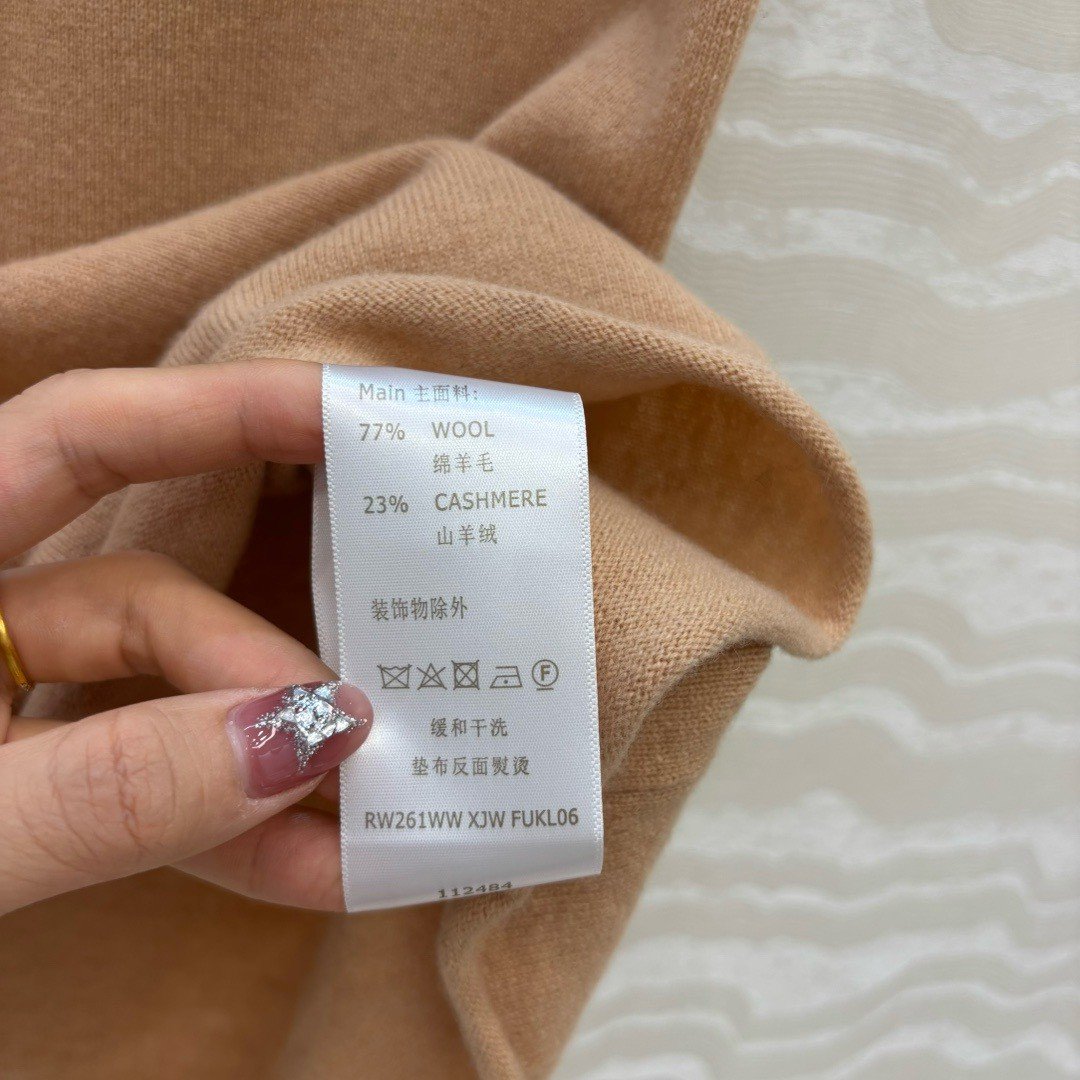 Main 主面料:
77% WOOL
绵羊毛
23% CASHMERE
山羊绒
装饰物除外
F
缓和干洗
垫布反面熨烫
RW261WW XJW FUKL06
112484